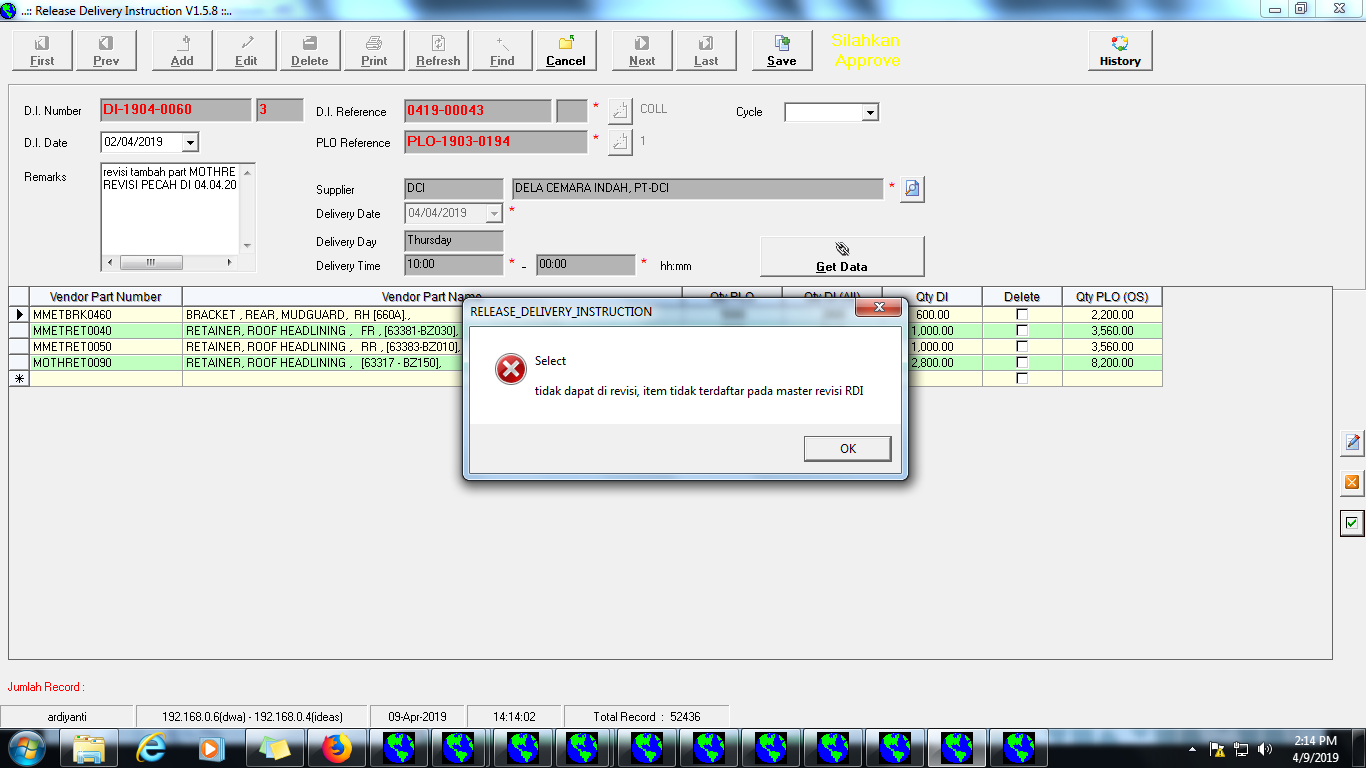 ..:: Release Delivery Instruction V1.5.8 ::..
First Prev Add Edit Delete Print Refresh Find Cancel Next Last Save Silahkan Approve History
D.I. Number DI-1904-0060 3 D.I. Reference 0419-00043 * COLL Cycle
D.I. Date 02/04/2019 PLO Reference PLO-1903-0194 * 1
Remarks revisi tambah part MOTHRE
REVISI PECAH DI 04.04.20
Supplier DCI DELA CEMARA INDAH, PT-DCI *
Delivery Date 04/04/2019 *
Delivery Day Thursday
Delivery Time 10:00 * - 00:00 * hh:mm Get Data
Vendor Part Number Vendor Part Name Qty PLO Qty DI (All) Qty DI Delete Qty PLO (OS)
MMETBRK0460 BRACKET , REAR, MUDGUARD, RH [660A],, 600.00 2,200.00
MMETRET0040 RETAINER, ROOF HEADLINING , FR , [63381-BZ030], 1,000.00 3,560.00
MMETRET0050 RETAINER, ROOF HEADLINING , RR , [63383-BZ010], 1,000.00 3,560.00
MOTHRET0090 RETAINER, ROOF HEADLINING , [63317 - BZ150], 2,800.00 8,200.00
RELEASE_DELIVERY_INSTRUCTION
Select
tidak dapat di revisi, item tidak terdaftar pada master revisi RDI
OK
Jumlah Record :
ardiyanti 192.168.0.6(dwa) - 192.168.0.4(ideas) 09-Apr-2019 14:14:02 Total Record : 52436
2:14 PM
4/9/2019